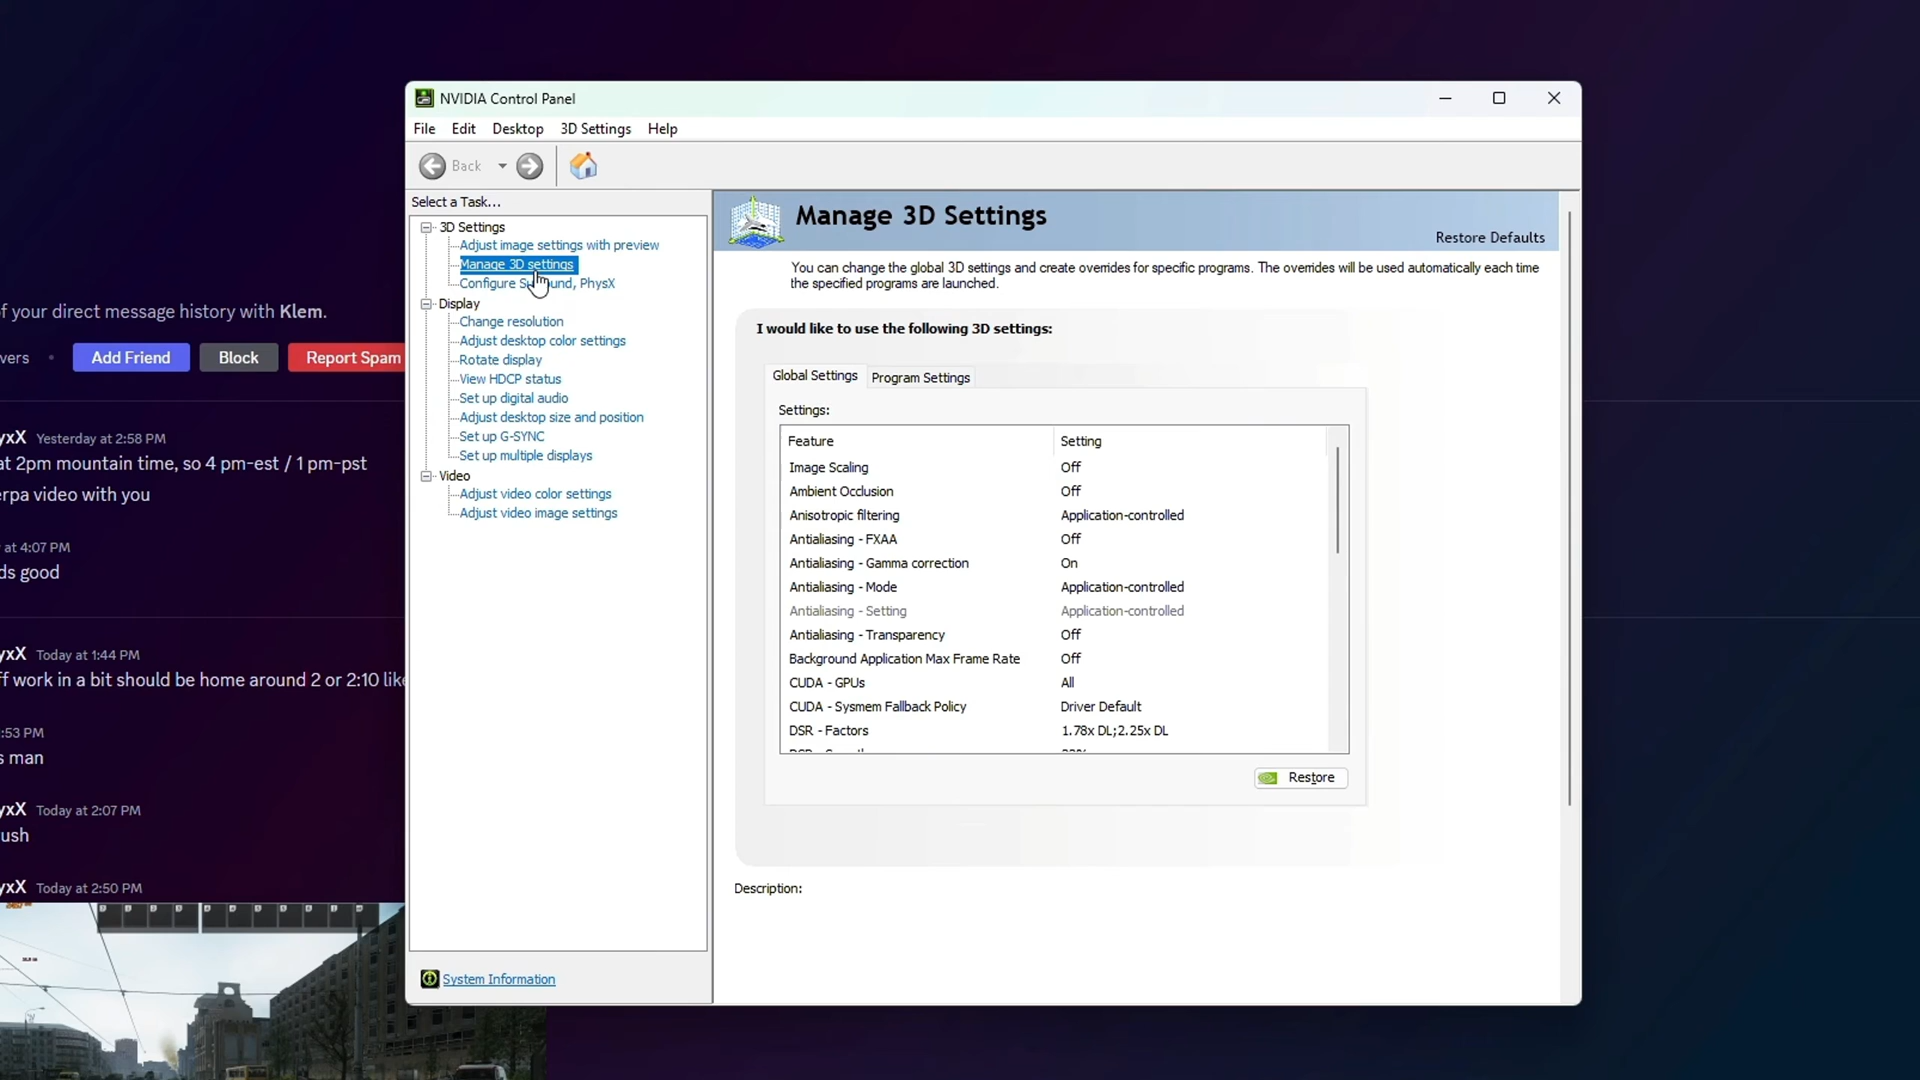 NVIDIA Control Panel
File Edit Desktop 3D Settings Help
Back
Select a Task...
3D Settings
Adjust image settings with preview
Manage 3D settings
Configure Surround, PhysX
Display
Change resolution
Adjust desktop color settings
Rotate display
View HDCP status
Set up digital audio
Adjust desktop size and position
Set up G-SYNC
Set up multiple displays
Video
Adjust video color settings
Adjust video image settings
System Information
Manage 3D Settings
Restore Defaults
You can change the global 3D settings and create overrides for specific programs. The overrides will be used automatically each time
the specified programs are launched.
I would like to use the following 3D settings:
Global Settings Program Settings
Settings:
Feature Setting
Image Scaling Off
Ambient Occlusion Off
Anisotropic filtering Application-controlled
Antialiasing - FXAA Off
Antialiasing - Gamma correction On
Antialiasing - Mode Application-controlled
Antialiasing - Setting Application-controlled
Antialiasing - Transparency Off
Background Application Max Frame Rate Off
CUDA - GPUs All
CUDA - Sysmem Fallback Policy Driver Default
DSR - Factors 1.78x DL;2.25x DL
Restore
Description:
f your direct message history with Klem.
vers • Add Friend Block Report Spam
yxX Yesterday at 2:58 PM
at 2pm mountain time, so 4 pm-est / 1 pm-pst
erpa video with you
at 4:07 PM
ds good
yxX Today at 1:44 PM
ff work in a bit should be home around 2 or 2:10 like
:53 PM
s man
yxX Today at 2:07 PM
ush
yxX Today at 2:50 PM